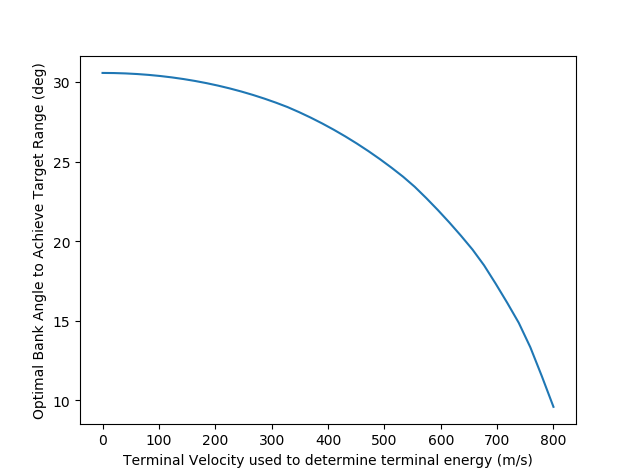 Optimal Bank Angle to Achieve Target Range (deg)
30
25
20
15
10
0 100 200 300 400 500 600 700 800
Terminal Velocity used to determine terminal energy (m/s)